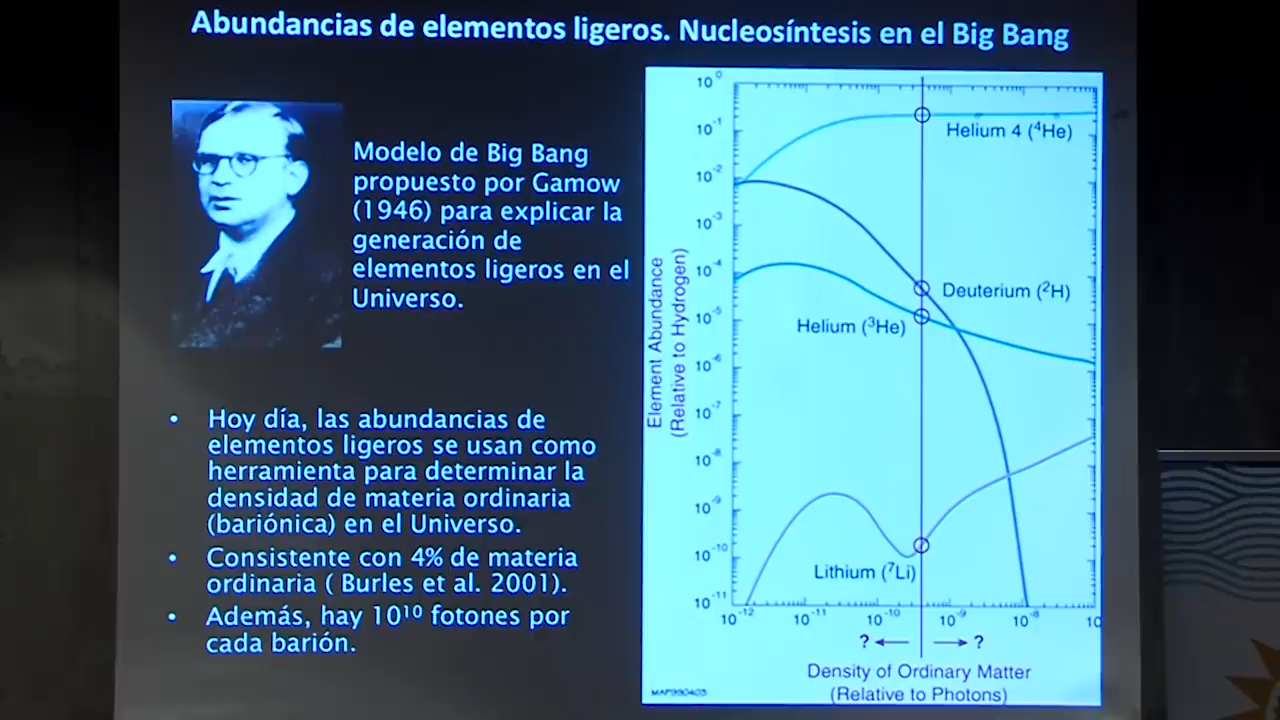 Abundancias de elementos ligeros. Nucleosíntesis en el Big Bang
Modelo de Big Bang
propuesto por Gamow
(1946) para explicar la
generación de
elementos ligeros en el
Universo.
• Hoy día, las abundancias de
elementos ligeros se usan como
herramienta para determinar la
densidad de materia ordinaria
(bariónica) en el Universo.
• Consistente con 4% de materia
ordinaria ( Burles et al. 2001).
• Además, hay 10¹⁰ fotones por
cada barión.
Element Abundance
(Relative to Hydrogen)
10⁰
10⁻¹
10⁻²
10⁻³
10⁻⁴
10⁻⁵
10⁻⁶
10⁻⁷
10⁻⁸
10⁻⁹
10⁻¹⁰
10⁻¹¹
Helium 4 (⁴He)
Deuterium (²H)
Helium (³He)
Lithium (⁷Li)
10⁻¹² 10⁻¹¹ 10⁻¹⁰ 10⁻⁹ 10⁻⁸ 10
? ← → ?
Density of Ordinary Matter
(Relative to Photons)
MAP990403